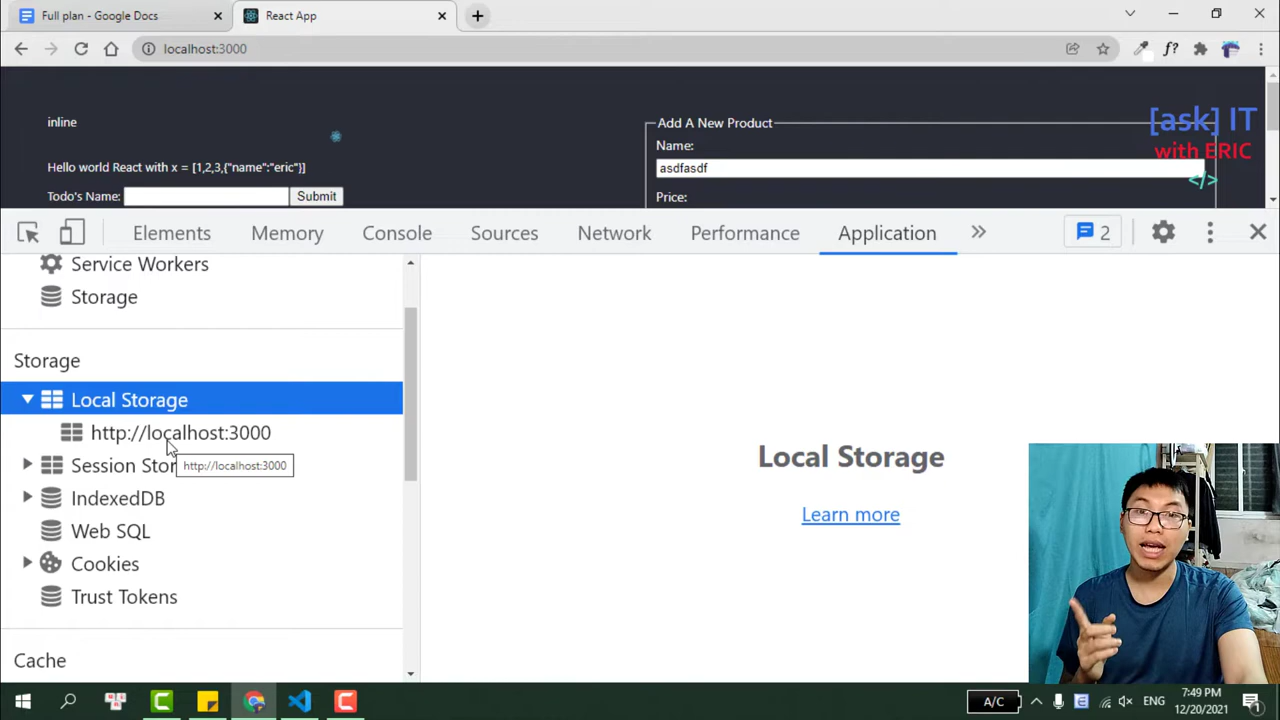 Full plan - Google Docs
React App
localhost:3000
f?
inline
Hello world React with x = [1,2,3,{"name":"eric"}]
Todo's Name:
Submit
Add A New Product
Name:
asdfasdf
Price:
[ask] IT
with ERIC
</>
Elements
Memory
Console
Sources
Network
Performance
Application
2
Service Workers
Storage
Storage
Local Storage
http://localhost:3000
Session Stor
http://localhost:3000
IndexedDB
Web SQL
Cookies
Trust Tokens
Cache
Local Storage
Learn more
A/C
ENG
7:49 PM
12/20/2021
1